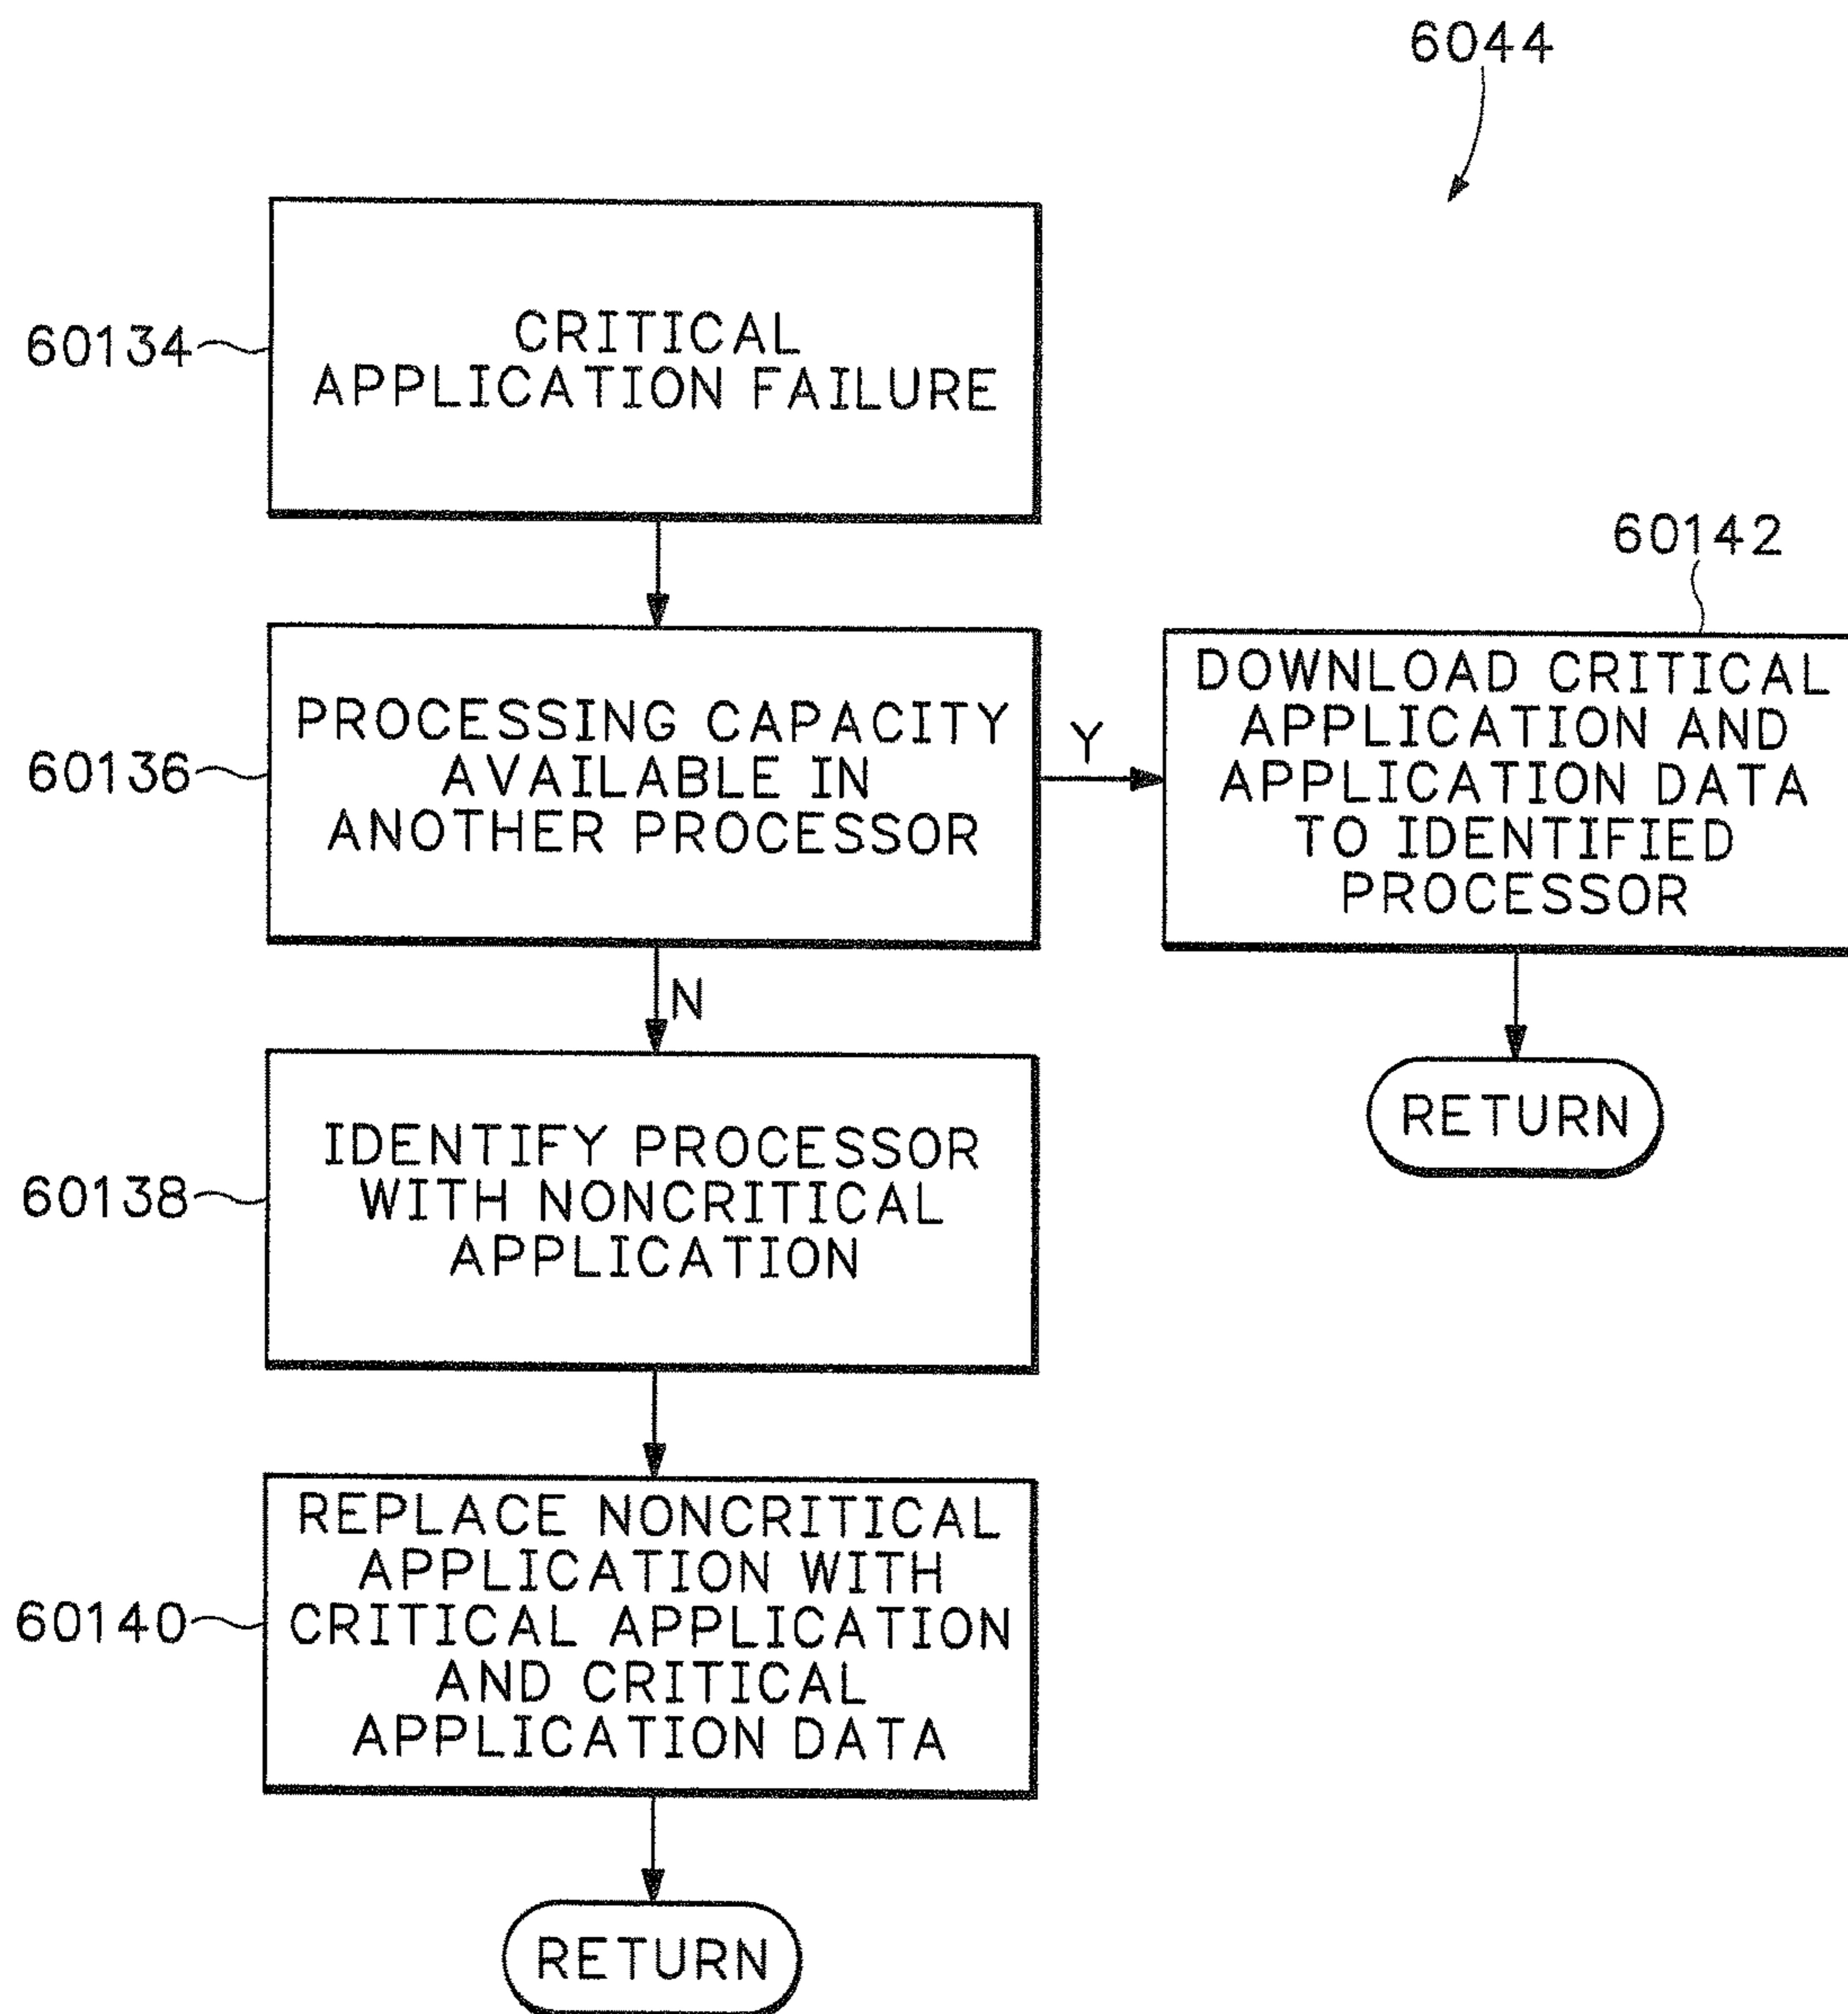 6044
60134
CRITICAL
APPLICATION FAILURE
60142
60136
PROCESSING CAPACITY
AVAILABLE IN
ANOTHER PROCESSOR
Y
DOWNLOAD CRITICAL
APPLICATION AND
APPLICATION DATA
TO IDENTIFIED
PROCESSOR
N
RETURN
60138
IDENTIFY PROCESSOR
WITH NONCRITICAL
APPLICATION
60140
REPLACE NONCRITICAL
APPLICATION WITH
CRITICAL APPLICATION
AND CRITICAL
APPLICATION DATA
RETURN